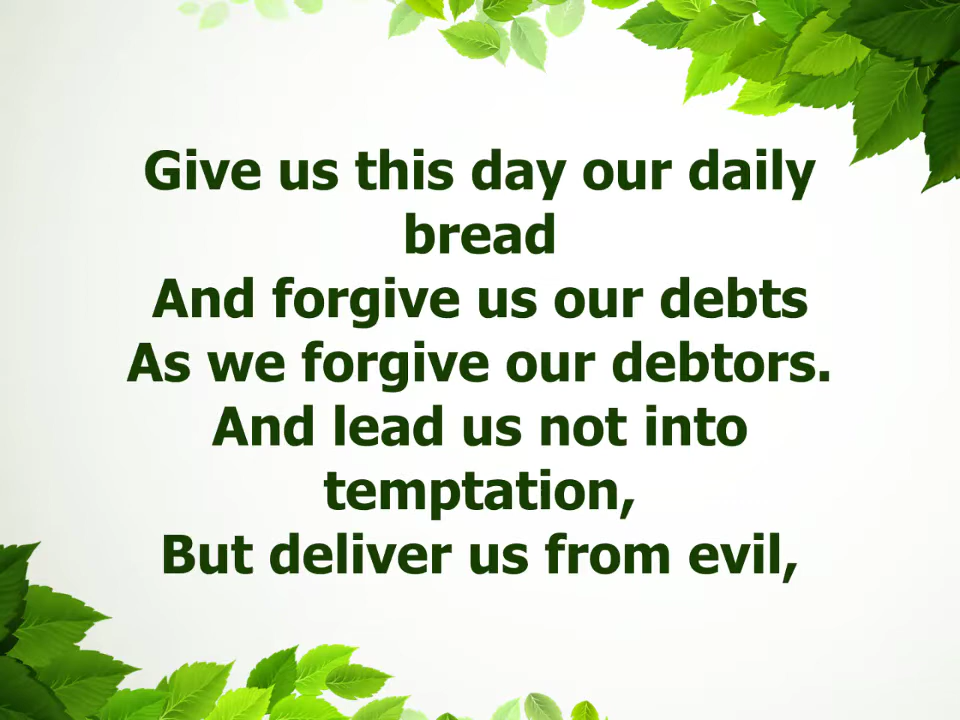 Give us this day our daily
bread
And forgive us our debts
As we forgive our debtors.
And lead us not into
temptation,
But deliver us from evil,